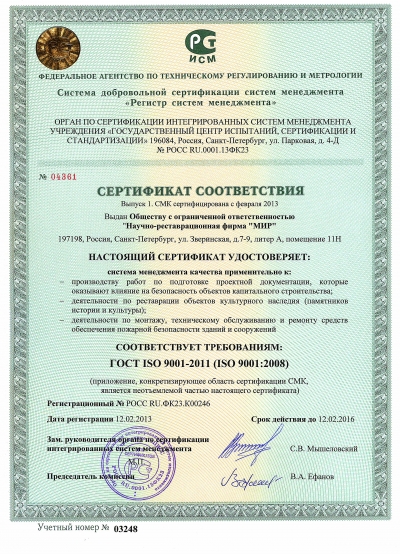 РСТ
ИСМ
ФЕДЕРАЛЬНОЕ АГЕНТСТВО ПО ТЕХНИЧЕСКОМУ РЕГУЛИРОВАНИЮ И МЕТРОЛОГИИ
Система добровольной сертификации систем менеджмента
«Регистр систем менеджмента»
ОРГАН ПО СЕРТИФИКАЦИИ ИНТЕГРИРОВАННЫХ СИСТЕМ МЕНЕДЖМЕНТА
УЧРЕЖДЕНИЯ «ГОСУДАРСТВЕННЫЙ ЦЕНТР ИСПЫТАНИЙ, СЕРТИФИКАЦИИ И
СТАНДАРТИЗАЦИИ» 196084, Россия, Санкт-Петербург, ул. Парковая, д. 4-Д
№ РОСС RU.0001.13ФК23
№ 04361
СЕРТИФИКАТ СООТВЕТСТВИЯ
Выпуск 1. СМК сертифицирована с февраля 2013
Выдан Обществу с ограниченной ответственностью
"Научно-реставрационная фирма "МИР"
197198, Россия, Санкт-Петербург, ул. Зверинская, д.7-9, литер А, помещение 11Н
НАСТОЯЩИЙ СЕРТИФИКАТ УДОСТОВЕРЯЕТ:
система менеджмента качества применительно к:
– производству работ по подготовке проектной документации, которые
оказывают влияние на безопасность объектов капитального строительства;
– деятельности по реставрации объектов культурного наследия (памятников
истории и культуры);
– деятельности по монтажу, техническому обслуживанию и ремонту средств
обеспечения пожарной безопасности зданий и сооружений
СООТВЕТСТВУЕТ ТРЕБОВАНИЯМ:
ГОСТ ISO 9001-2011 (ISO 9001:2008)
(приложение, конкретизирующее область сертификации СМК,
является неотъемлемой частью настоящего сертификата)
Регистрационный № РОСС RU.ФК23.К00246
Дата регистрации 12.02.2013 Срок действия до 12.02.2016
Зам. руководителя органа по сертификации
интегрированных систем менеджмента С.В. Мышеловский
М.П.
Председатель комиссии В.А. Ефанов
Учетный номер № 03248